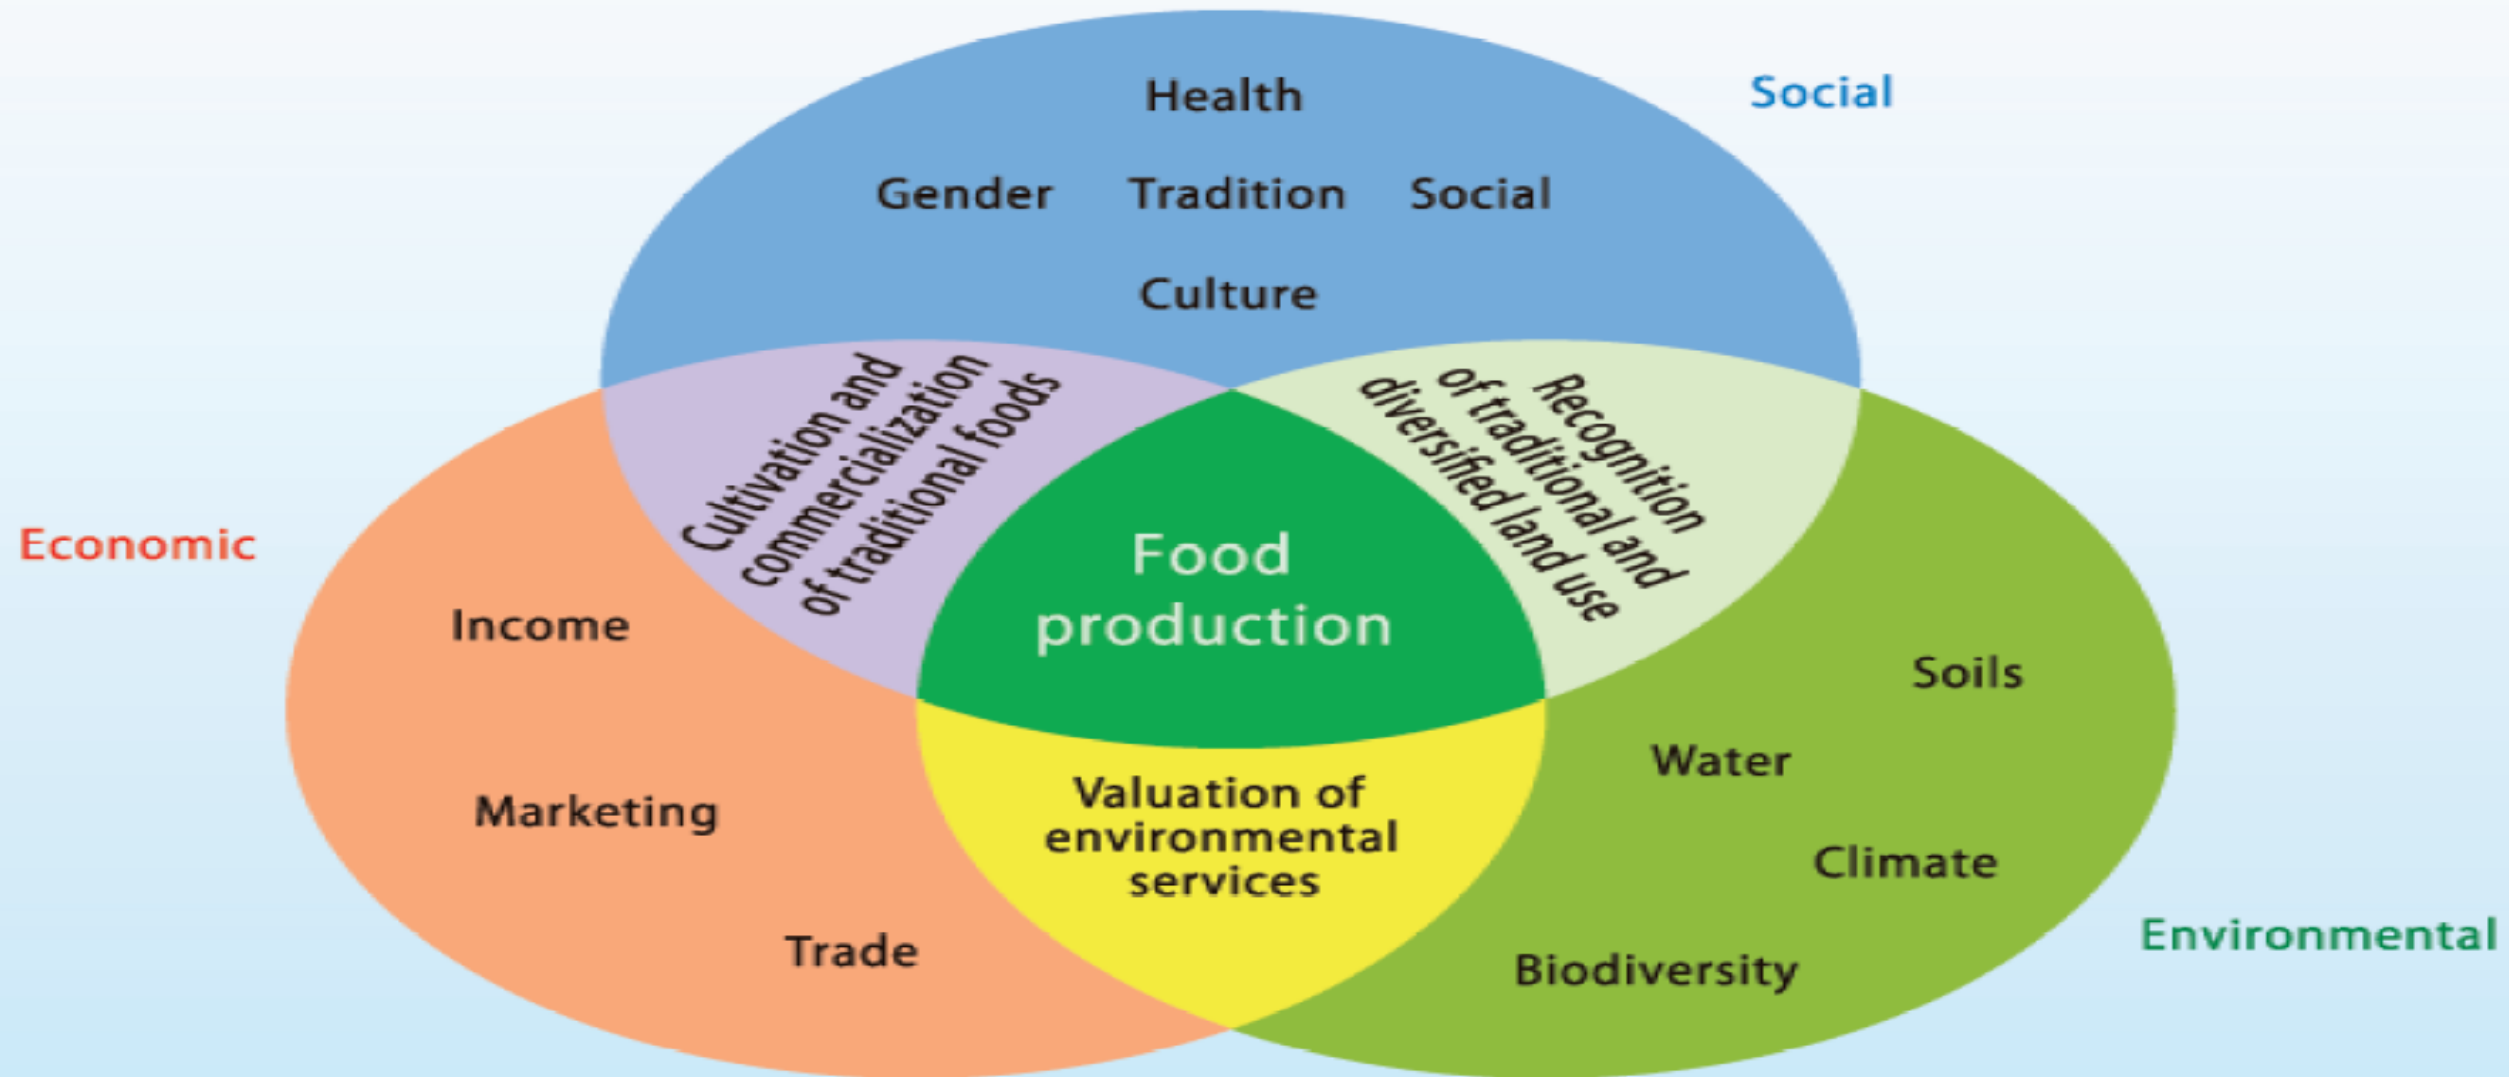 Health
Social
Gender Tradition Social
Culture
Cultivation and
commercialization
of traditional foods
Recognition
of traditional and
diversified land use
Economic
Food
production
Income
Soils
Water
Marketing
Valuation of
environmental
services
Climate
Environmental
Trade
Biodiversity